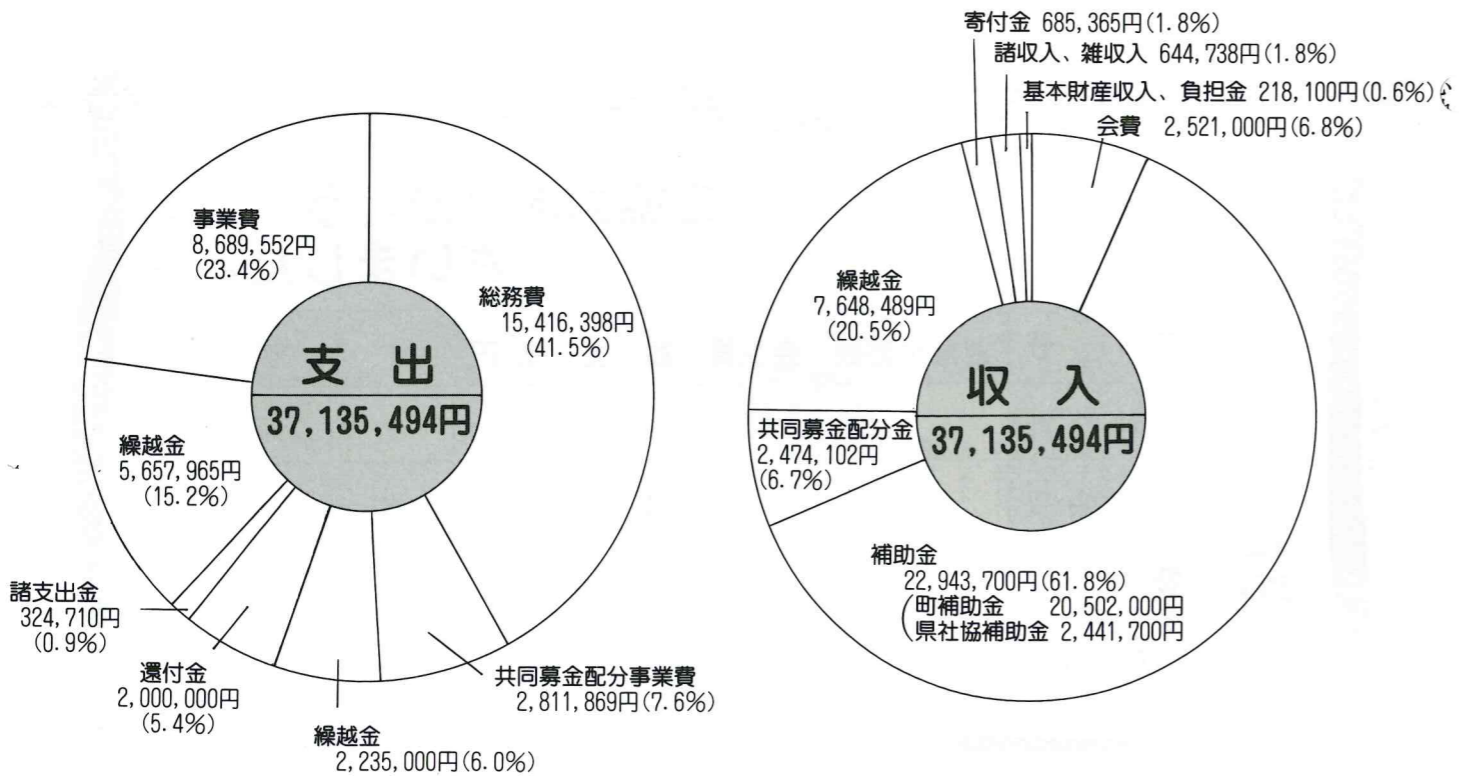 事業費
8,689,552円
(23.4%)
総務費
15,416,398円
(41.5%)
支出
37,135,494円
繰越金
5,657,965円
(15.2%)
諸支出金
324,710円
(0.9%)
還付金
2,000,000円
(5.4%)
繰越金
2,235,000円(6.0%)
共同募金配分事業費
2,811,869円(7.6%)
寄付金 685,365円(1.8%)
諸収入、雑収入 644,738円(1.8%)
基本財産収入、負担金 218,100円(0.6%)
会費 2,521,000円(6.8%)
繰越金
7,648,489円
(20.5%)
収入
37,135,494円
共同募金配分金
2,474,102円
(6.7%)
補助金
22,943,700円(61.8%)
(町補助金 20,502,000円
(県社協補助金 2,441,700円